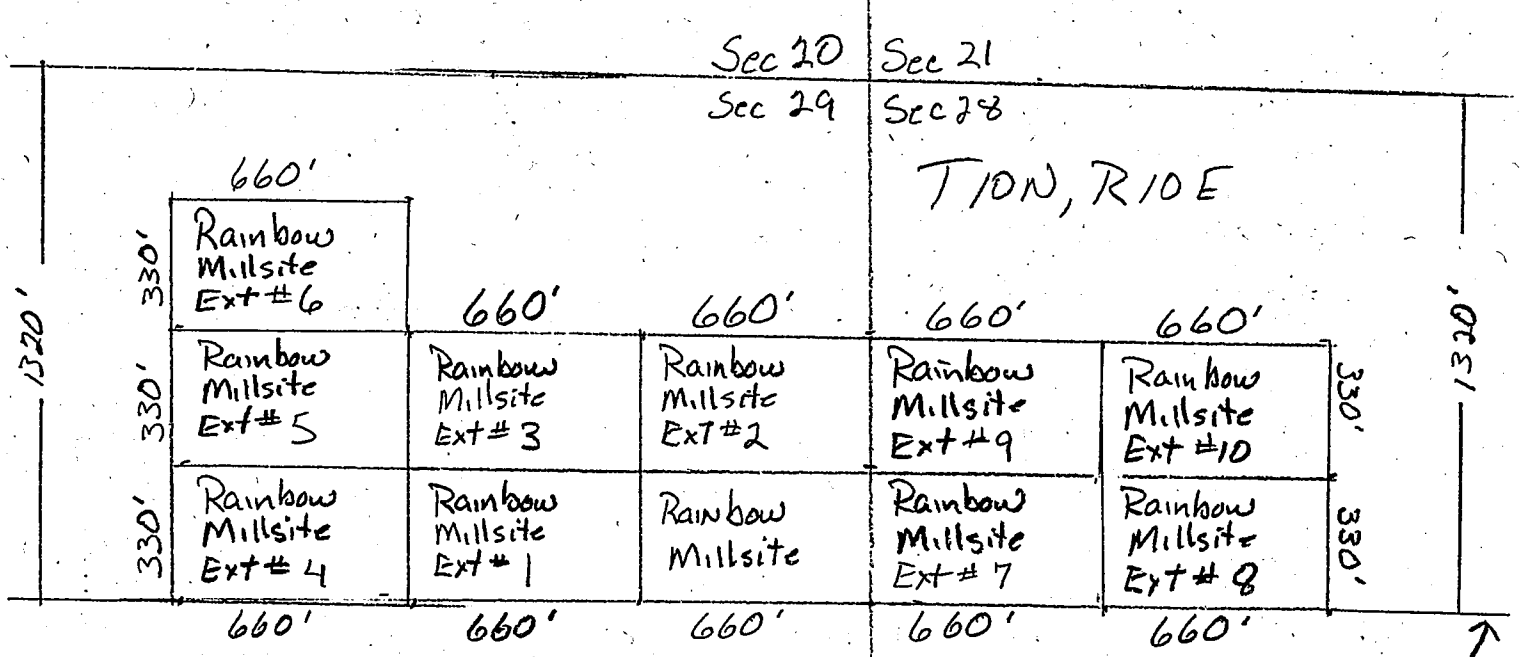 Sec 20
Sec 21
Sec 29
Sec 28
T10N, R10E
660'
330'
Rainbow
Millsite
Ext #6
1320'
660'
660'
660'
660'
1320'
330'
Rainbow
Millsite
Ext #5
Rainbow
Millsite
Ext #3
Rainbow
Millsite
ExT #2
Rainbow
Millsite
Ext #9
Rainbow
Millsite
Ext #10
330'
330'
Rainbow
Millsite
Ext #4
Rainbow
Millsite
Ext #1
Rainbow
Millsite
Rainbow
Millsite
Ext #7
Rainbow
Millsite
Ext #8
330'
660'
660'
660'
660'
660'